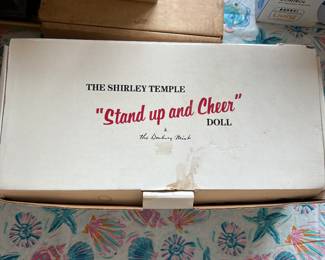 THE SHIRLEY TEMPLE
"Stand up and Cheer"
DOLL
The Danbury Mint